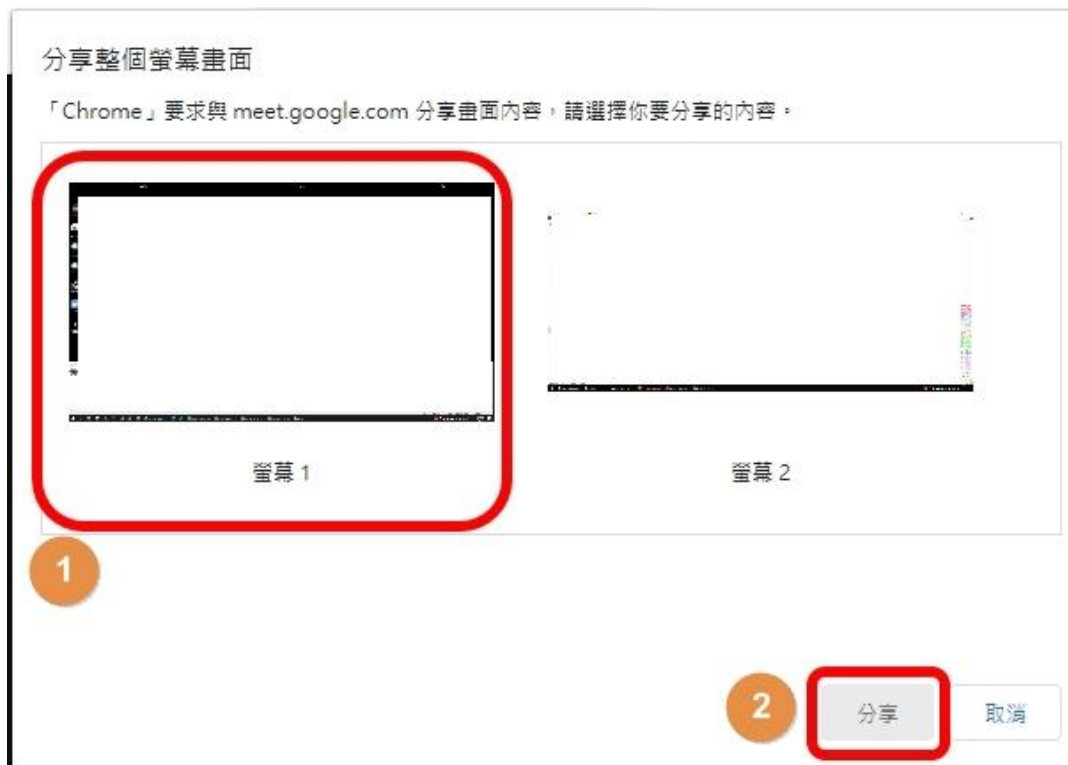 分享整個螢幕畫面
「Chrome」要求與 meet.google.com 分享畫面內容，請選擇你要分享的內容。
螢幕 1
螢幕 2
1
2
分享
取消